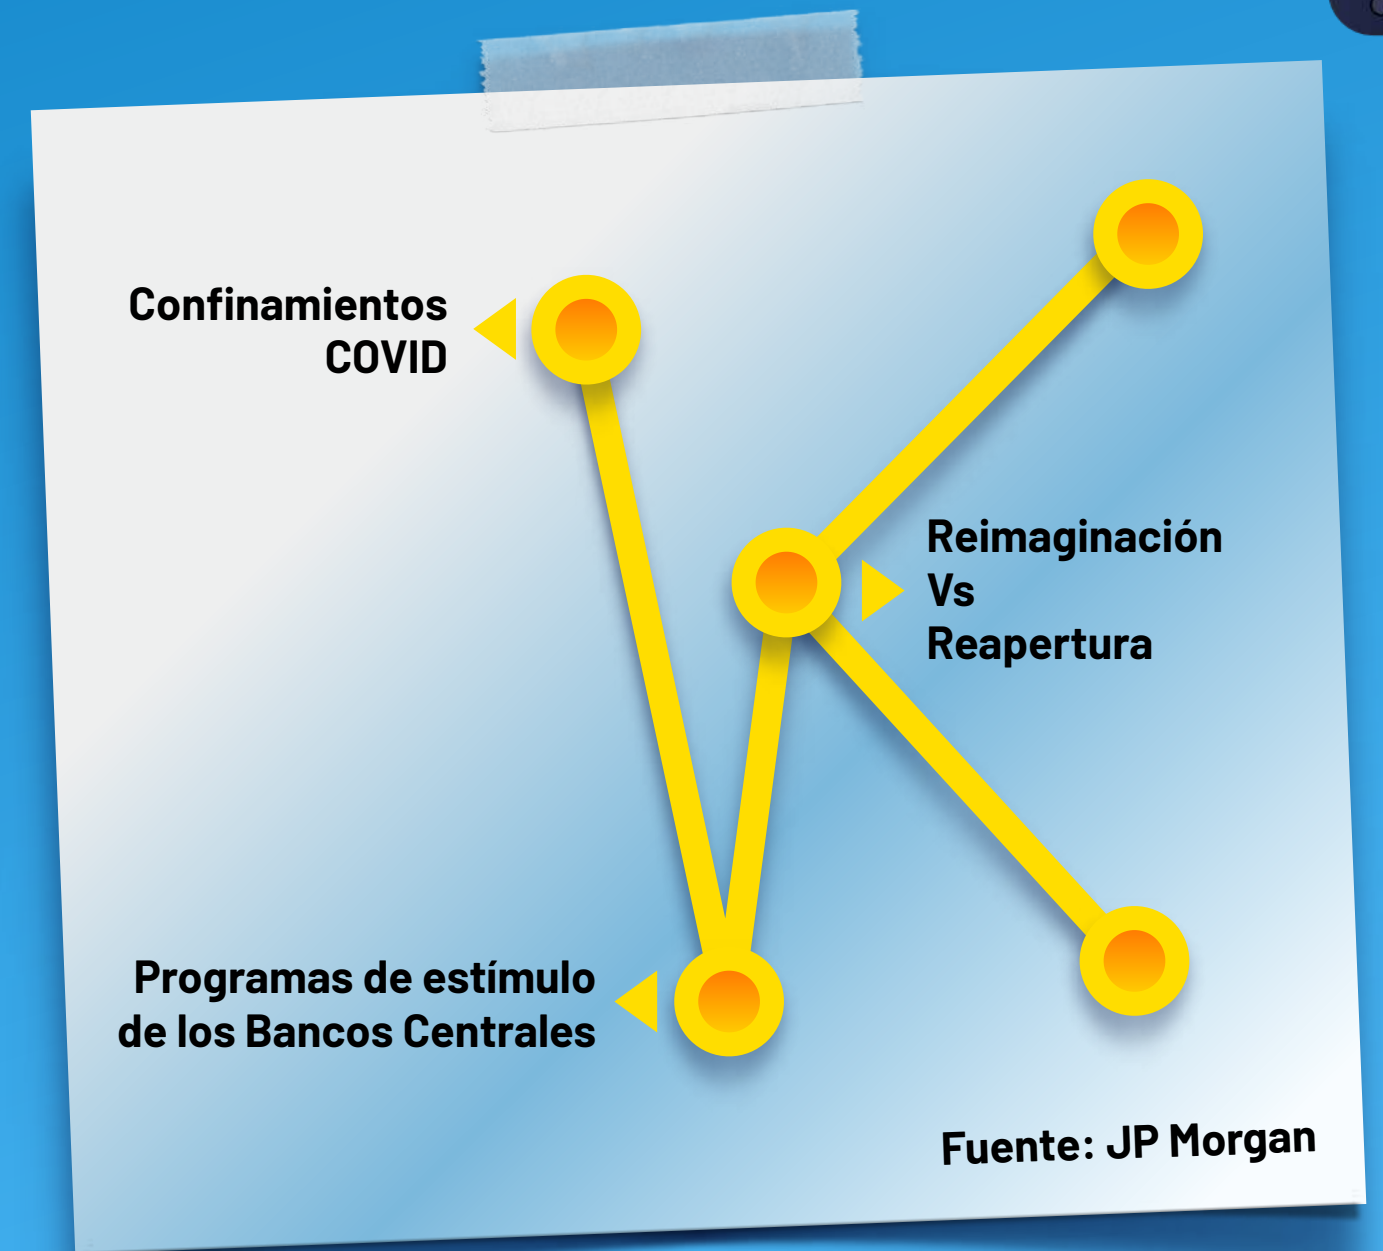 Confinamientos
COVID
Reimaginación
Vs
Reapertura
Programas de estímulo
de los Bancos Centrales
Fuente: JP Morgan